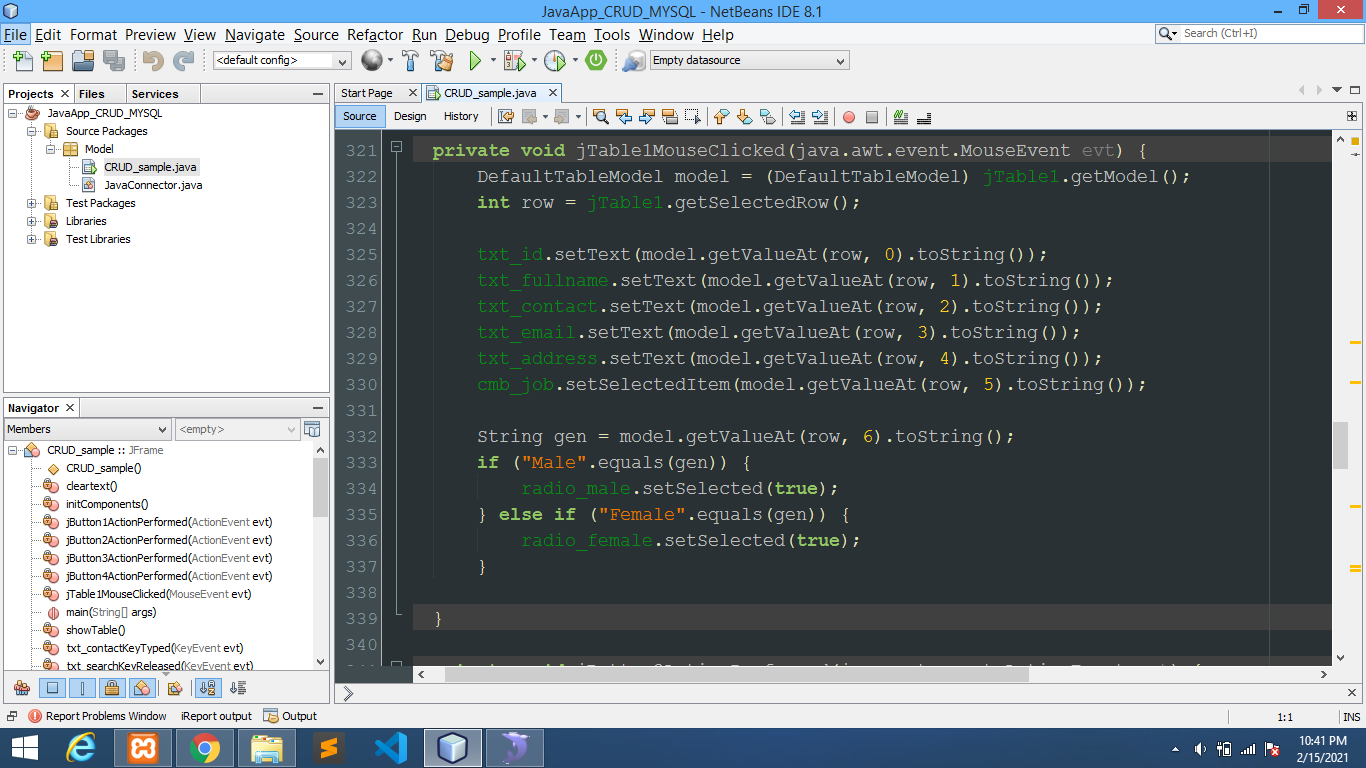 JavaApp_CRUD_MYSQL - NetBeans IDE 8.1
File Edit Format Preview View Navigate Source Refactor Run Debug Profile Team Tools Window Help
Search (Ctrl+I)
<default config>
Empty datasource
Projects
Files
Services
JavaApp_CRUD_MYSQL
Source Packages
Model
CRUD_sample.java
JavaConnector.java
Test Packages
Libraries
Test Libraries
Navigator
Members
<empty>
CRUD_sample :: JFrame
CRUD_sample()
cleartext()
initComponents()
jButton1ActionPerformed(ActionEvent evt)
jButton2ActionPerformed(ActionEvent evt)
jButton3ActionPerformed(ActionEvent evt)
jButton4ActionPerformed(ActionEvent evt)
jTable1MouseClicked(MouseEvent evt)
main(String[] args)
showTable()
txt_contactKeyTyped(KeyEvent evt)
txt_searchKeyReleased(KeyEvent evt)
Start Page
CRUD_sample.java
Source Design History
321 private void jTable1MouseClicked(java.awt.event.MouseEvent evt) {
322 DefaultTableModel model = (DefaultTableModel) jTable1.getModel();
323 int row = jTable1.getSelectedRow();
324
325 txt_id.setText(model.getValueAt(row, 0).toString());
326 txt_fullname.setText(model.getValueAt(row, 1).toString());
327 txt_contact.setText(model.getValueAt(row, 2).toString());
328 txt_email.setText(model.getValueAt(row, 3).toString());
329 txt_address.setText(model.getValueAt(row, 4).toString());
330 cmb_job.setSelectedItem(model.getValueAt(row, 5).toString());
331
332 String gen = model.getValueAt(row, 6).toString();
333 if ("Male".equals(gen)) {
334 radio_male.setSelected(true);
335 } else if ("Female".equals(gen)) {
336 radio_female.setSelected(true);
337 }
338
339 }
340
Report Problems Window
iReport output
Output
1:1
INS
10:41 PM
2/15/2021